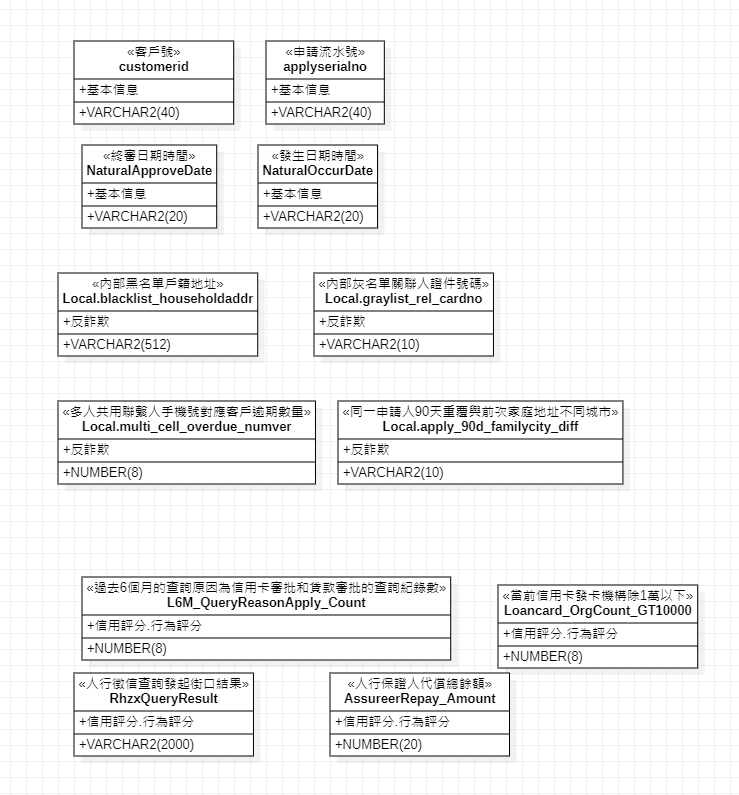 «客戶號»
customerid
+基本信息
+VARCHAR2(40)
«申請流水號»
applyserialno
+基本信息
+VARCHAR2(40)
«終審日期時間»
NaturalApproveDate
+基本信息
+VARCHAR2(20)
«發生日期時間»
NaturalOccurDate
+基本信息
+VARCHAR2(20)
«內部黑名單戶籍地址»
Local.blacklist_householdaddr
+反詐欺
+VARCHAR2(512)
«內部灰名單關聯人證件號碼»
Local.graylist_rel_cardno
+反詐欺
+VARCHAR2(10)
«多人共用聯繫人手機號對應客戶逾期數量»
Local.multi_cell_overdue_numver
+反詐欺
+NUMBER(8)
«同一申請人90天重覆與前次家庭地址不同城市»
Local.apply_90d_familycity_diff
+反詐欺
+VARCHAR2(10)
«過去6個月的查詢原因為信用卡審批和貸款審批的查詢紀錄數»
L6M_QueryReasonApply_Count
+信用評分.行為評分
+NUMBER(8)
«當前信用卡發卡機構除1萬以下»
Loancard_OrgCount_GT10000
+信用評分.行為評分
+NUMBER(8)
«人行徵信查詢發起街口結果»
RhzxQueryResult
+信用評分.行為評分
+VARCHAR2(2000)
«人行保證人代償總餘額»
AssureerRepay_Amount
+信用評分.行為評分
+NUMBER(20)